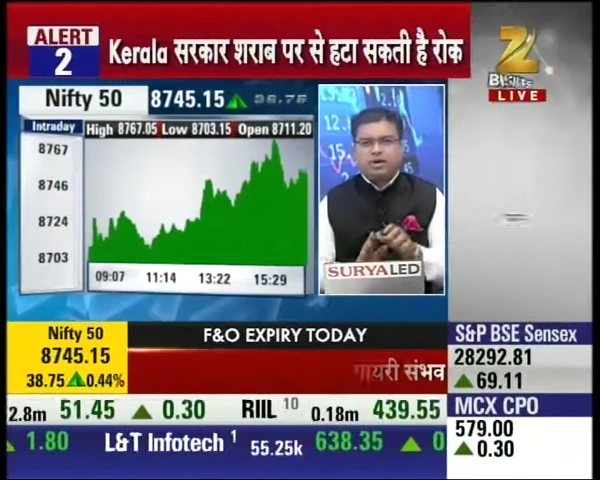 ALERT
2
Kerala सरकार शराब पर से हटा सकती है रोक
Z
BUSINESS
LIVE
Nifty 50 8745.15 38.75
Intraday High 8767.05 Low 8703.15 Open 8711.20
8767
8746
8724
8703
09:07 11:14 13:22 15:29
12.
15.
SURYA LED
Nifty 50
8745.15
38.75 0.44%
F&O EXPIRY TODAY
संभव
S&P BSE Sensex
28292.81
69.11
MCX CPO
579.00
0.30
2.8m 51.45 0.30 RIIL 10 0.18m 439.55
1.80 L&T Infotech 1 55.25k 638.35 0